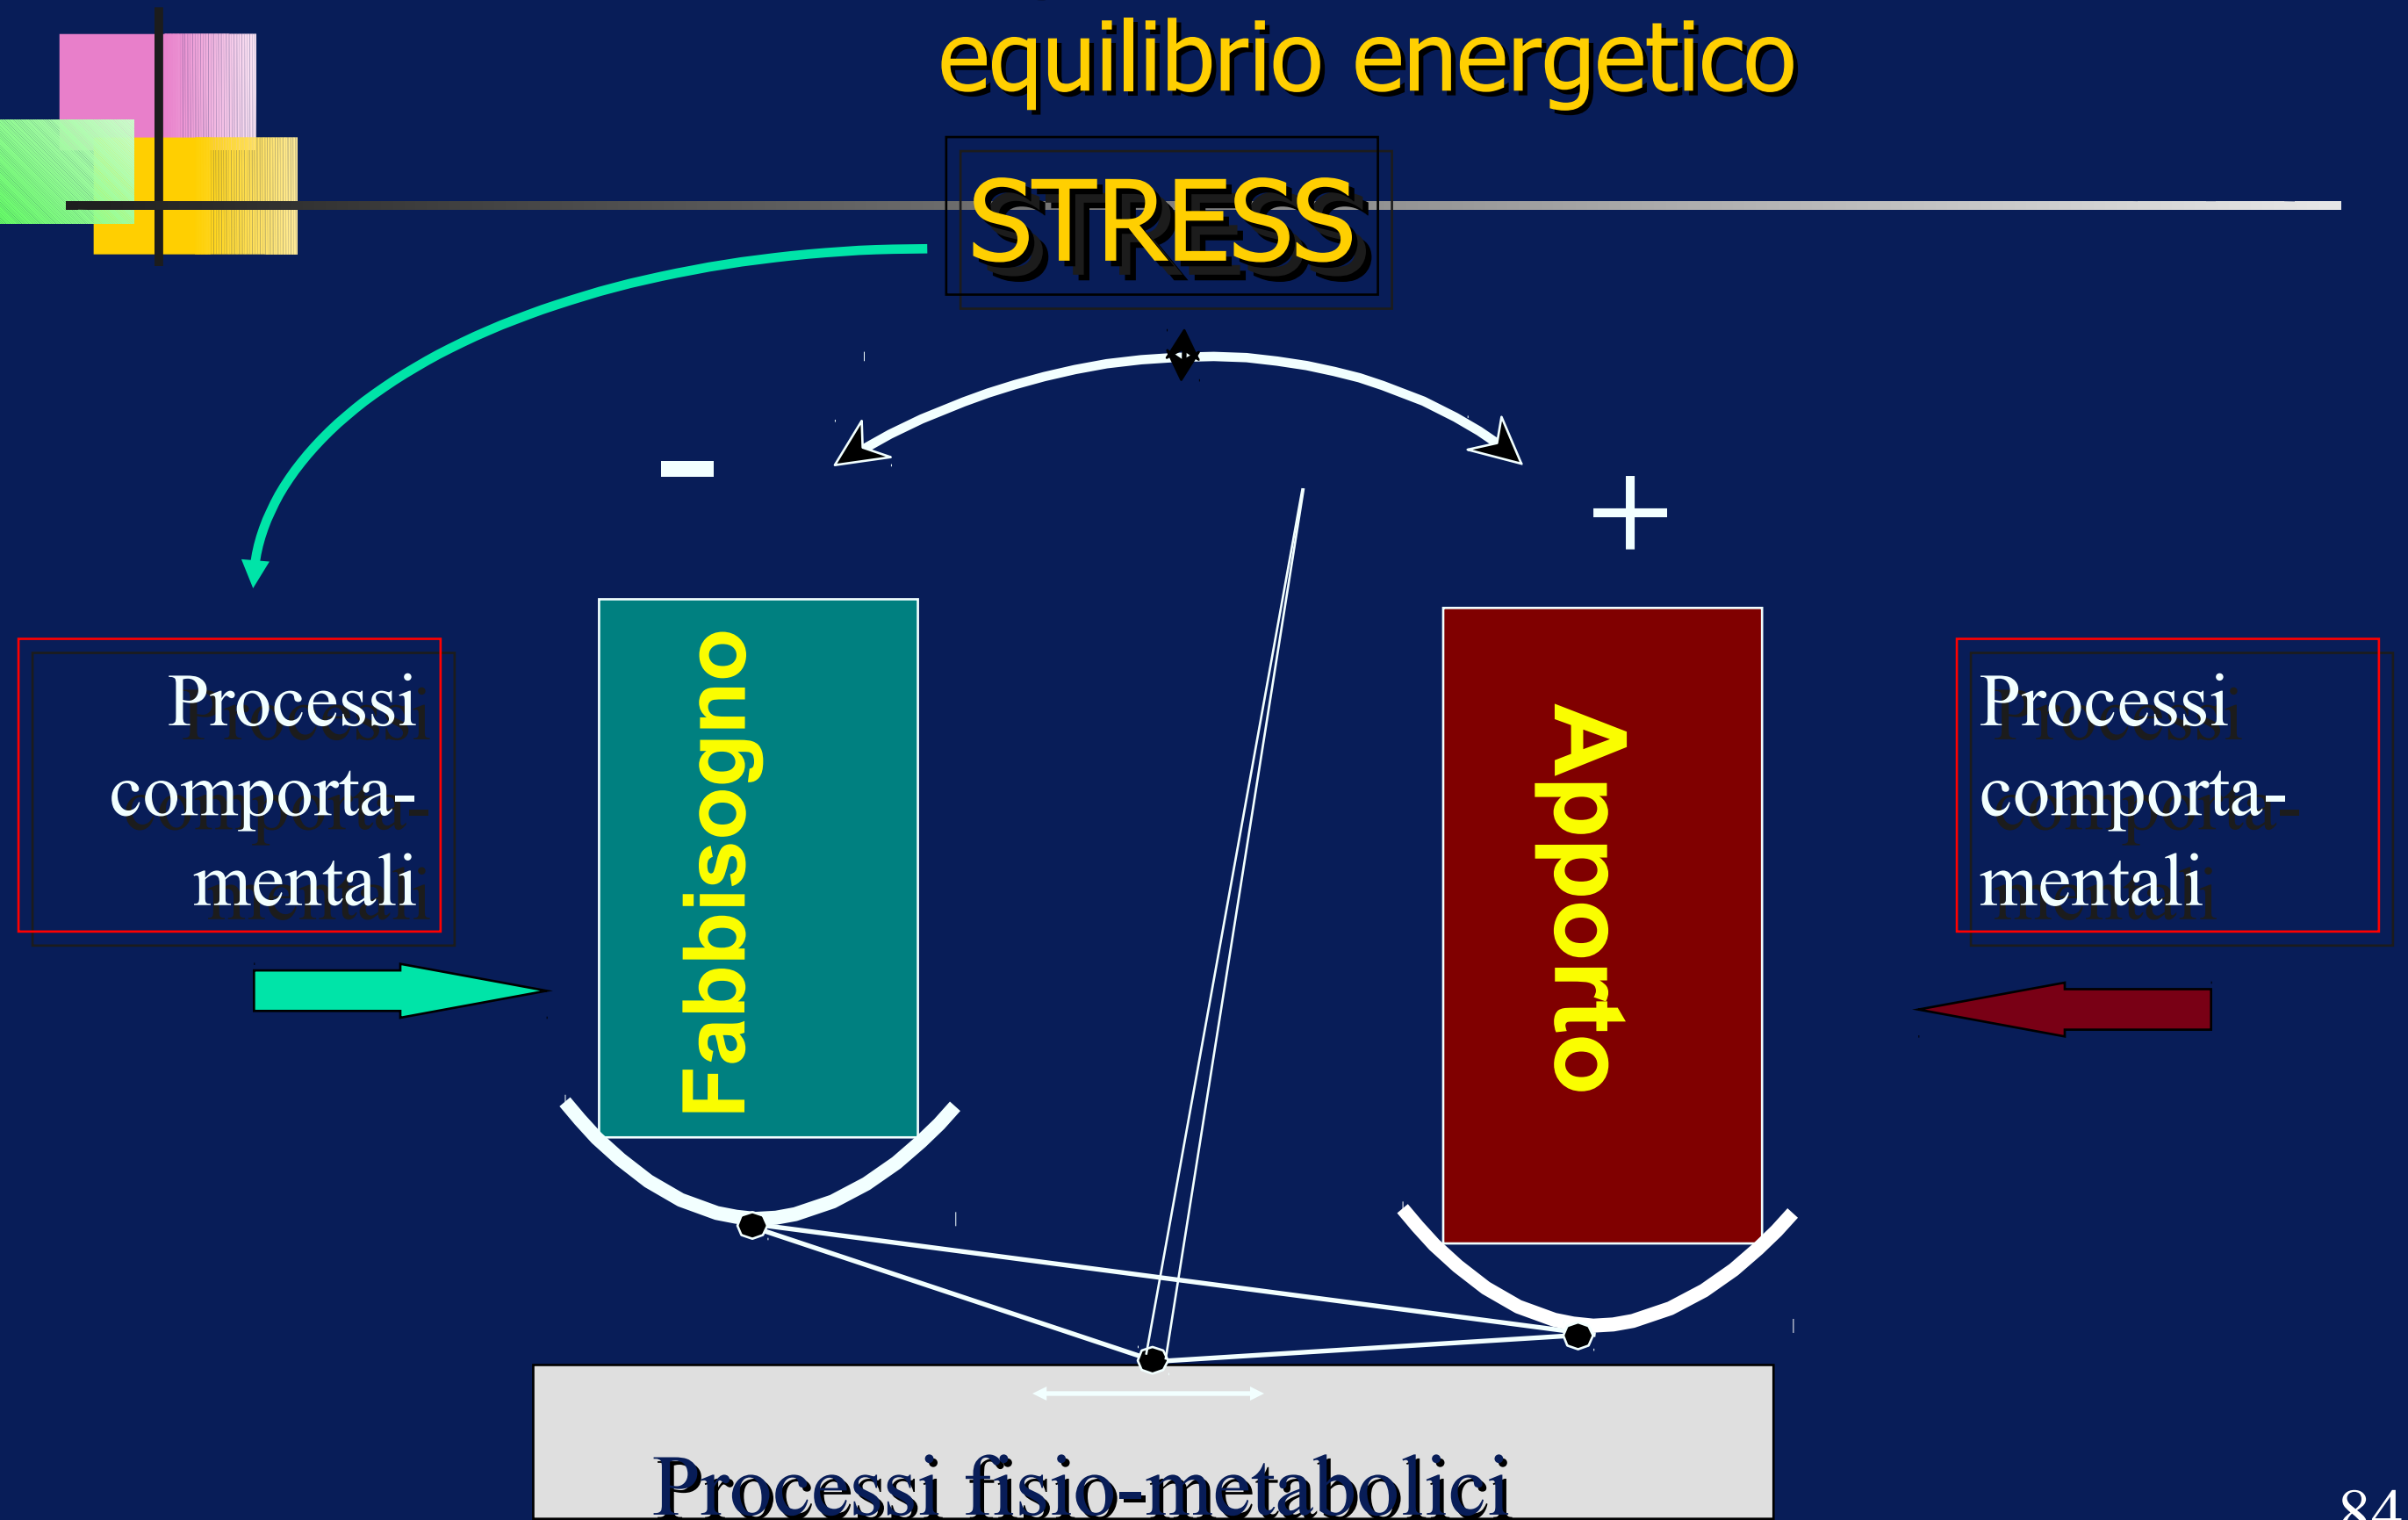 equilibrio energetico
STRESS
-
+
Processi
comporta-
mentali
Fabbisogno
Apporto
Processi
comporta-
mentali
Processi fisio-metabolici
84